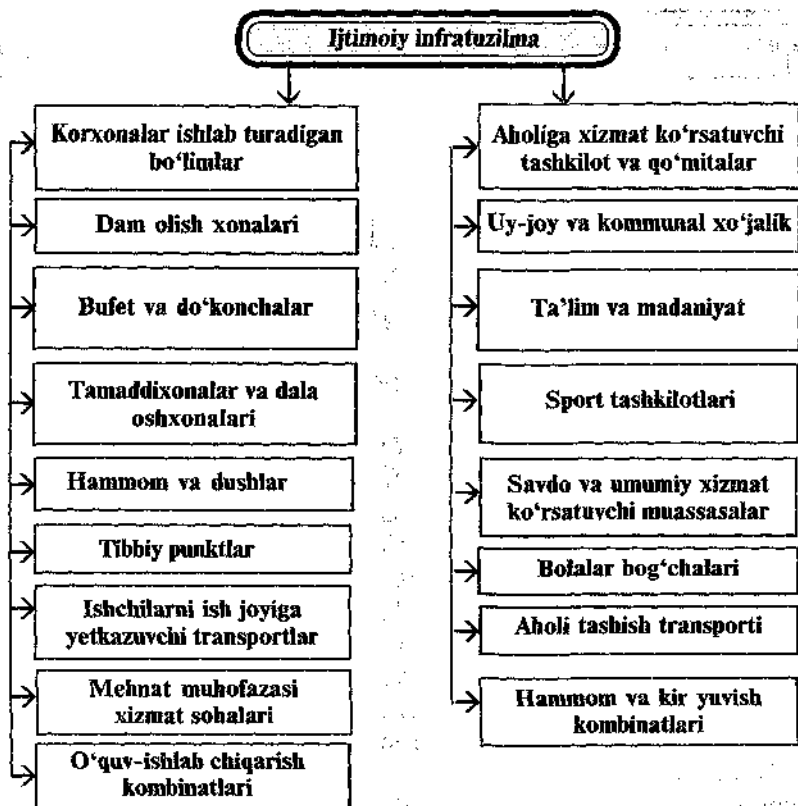 Ijtimoiy infratuzilma
Korxonalar ishlab turadigan
bo‘limlar
Dam olish xonalari
Bufet va do‘konchalar
Tamaddixonalar va dala
oshxonalari
Hammom va dushlar
Tibbiy punktlar
Ishchilarni ish joyiga
yetkazuvchi transportlar
Mehnat muhofazasi
xizmat sohalari
O‘quv-ishlab chiqarish
kombinatlari
Aholiga xizmat ko‘rsatuvchi
tashkilot va qo‘mitalar
Uy-joy va kommunal xo‘jalik
Ta’lim va madaniyat
Sport tashkilotlari
Savdo va umumiy xizmat
ko‘rsatuvchi muassasalar
Bolalar bog‘chalari
Aholi tashish transporti
Hammom va kir yuvish
kombinatlari